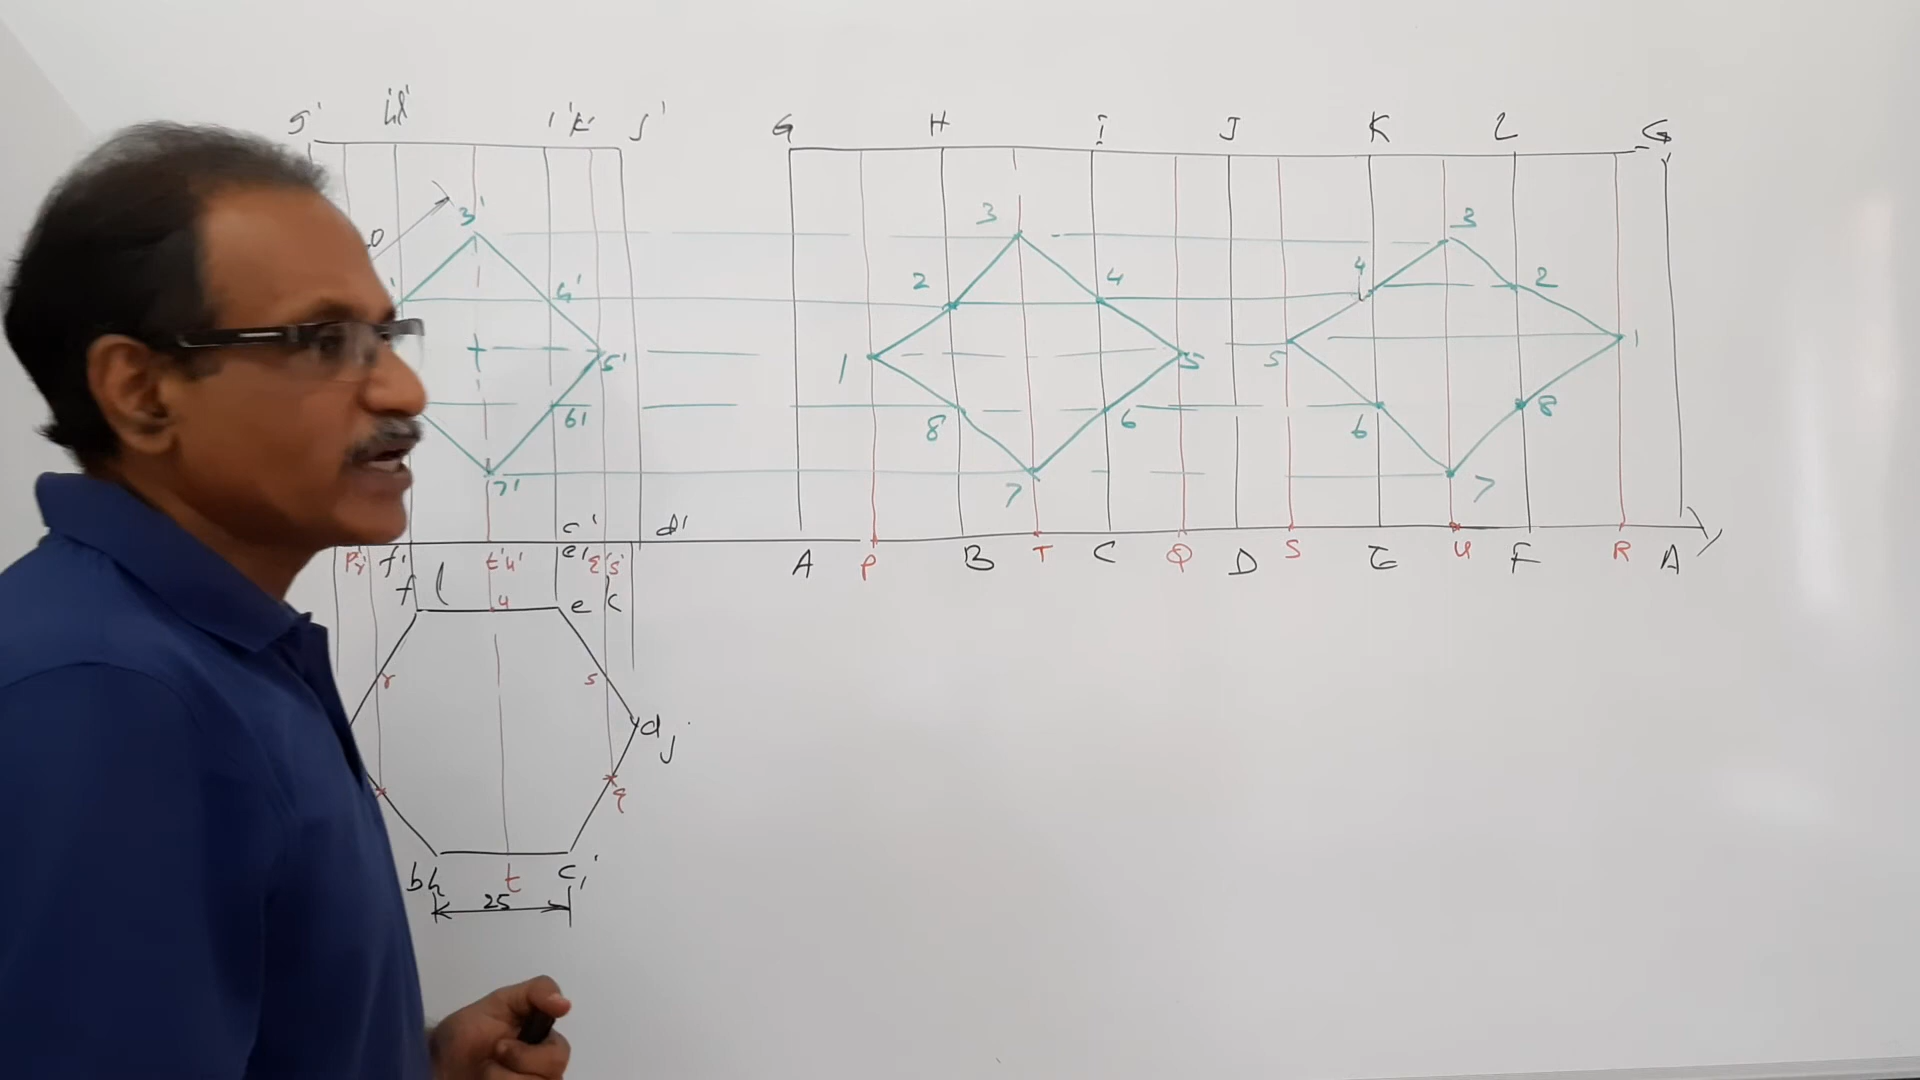 g' h'l' i'k' j' G H I J K L G
3' 3 3
4' 2 4 4 2
5' 1 5 5 1
6' 8 6 6 8
7' 7 7
c' d'
f' t'u' e' q' s' A P B T C Q D S E U F R A
f l u e k
r s
d j
q
b h t c i
25